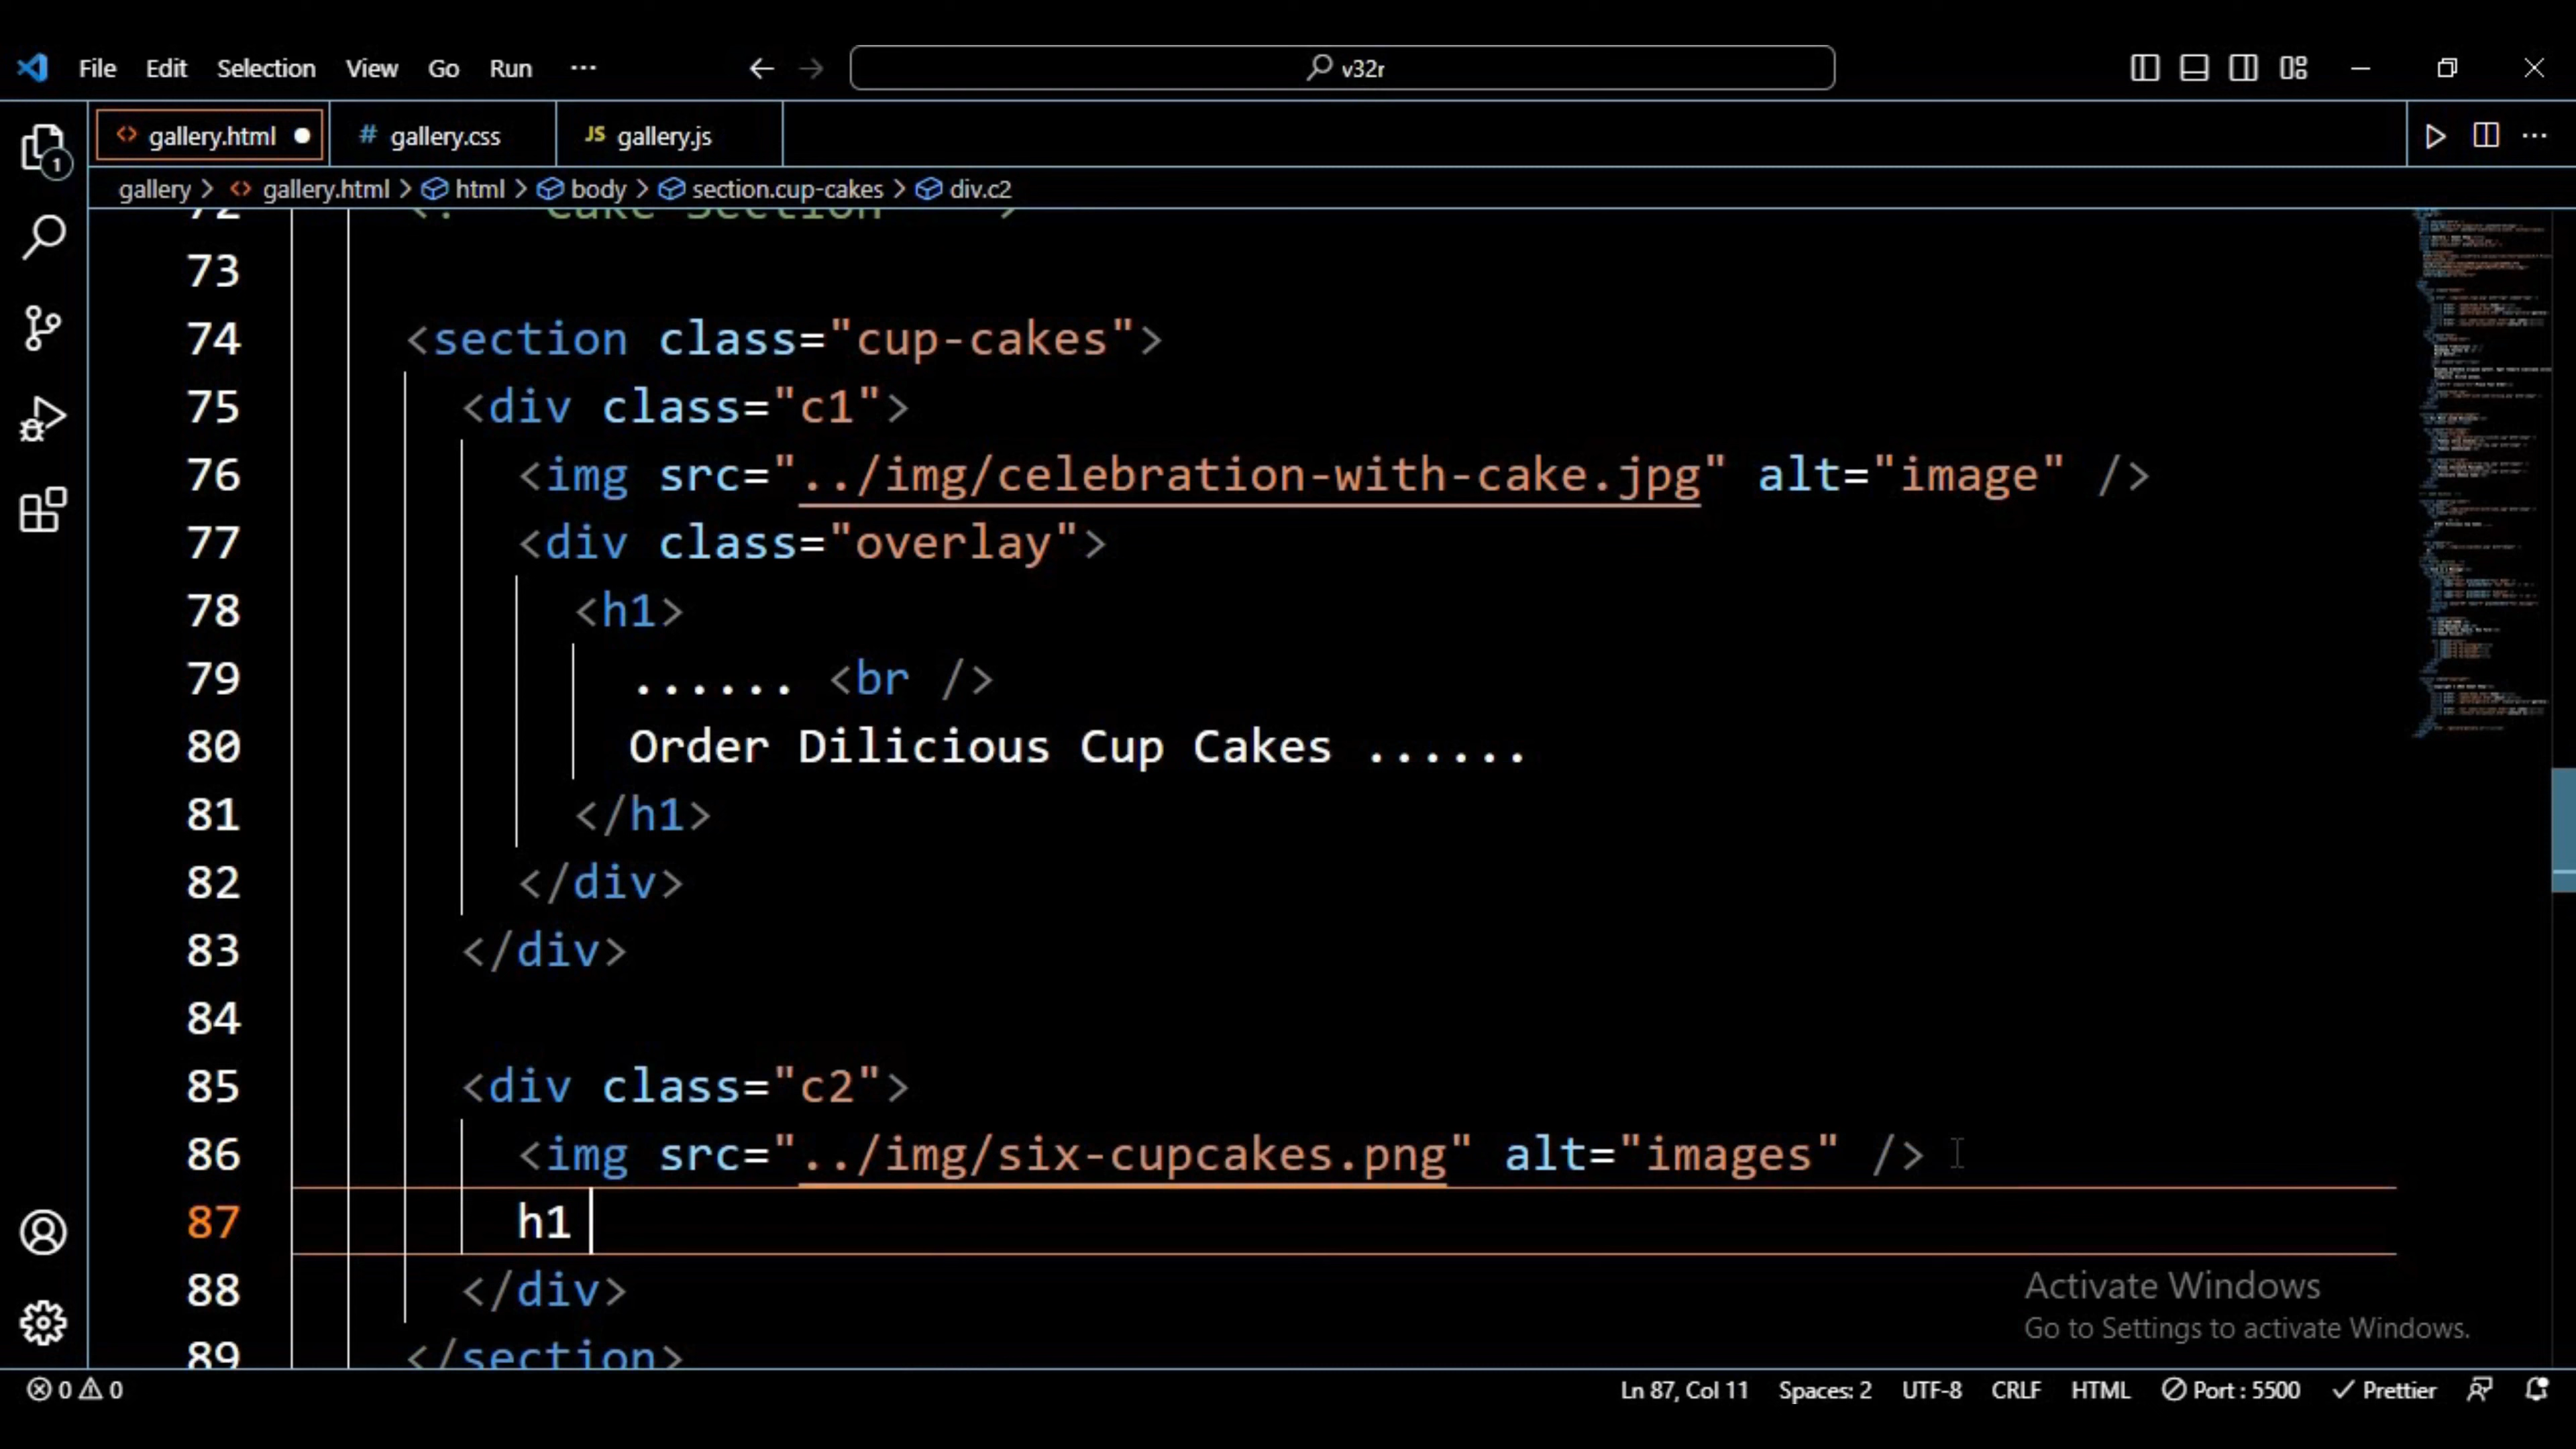 File Edit Selection View Go Run ··· v32r
gallery.html gallery.css JS gallery.js
gallery > gallery.html > html > body > section.cup-cakes > div.c2
72 <!-- Cake Section -->
73
74 <section class="cup-cakes">
75 <div class="c1">
76 <img src="../img/celebration-with-cake.jpg" alt="image" />
77 <div class="overlay">
78 <h1>
79 ...... <br />
80 Order Dilicious Cup Cakes ......
81 </h1>
82 </div>
83 </div>
84
85 <div class="c2">
86 <img src="../img/six-cupcakes.png" alt="images" />
87 h1
88 </div>
89 </section>
Activate Windows
Go to Settings to activate Windows.
1
0 0 Ln 87, Col 11 Spaces: 2 UTF-8 CRLF HTML Port : 5500 Prettier